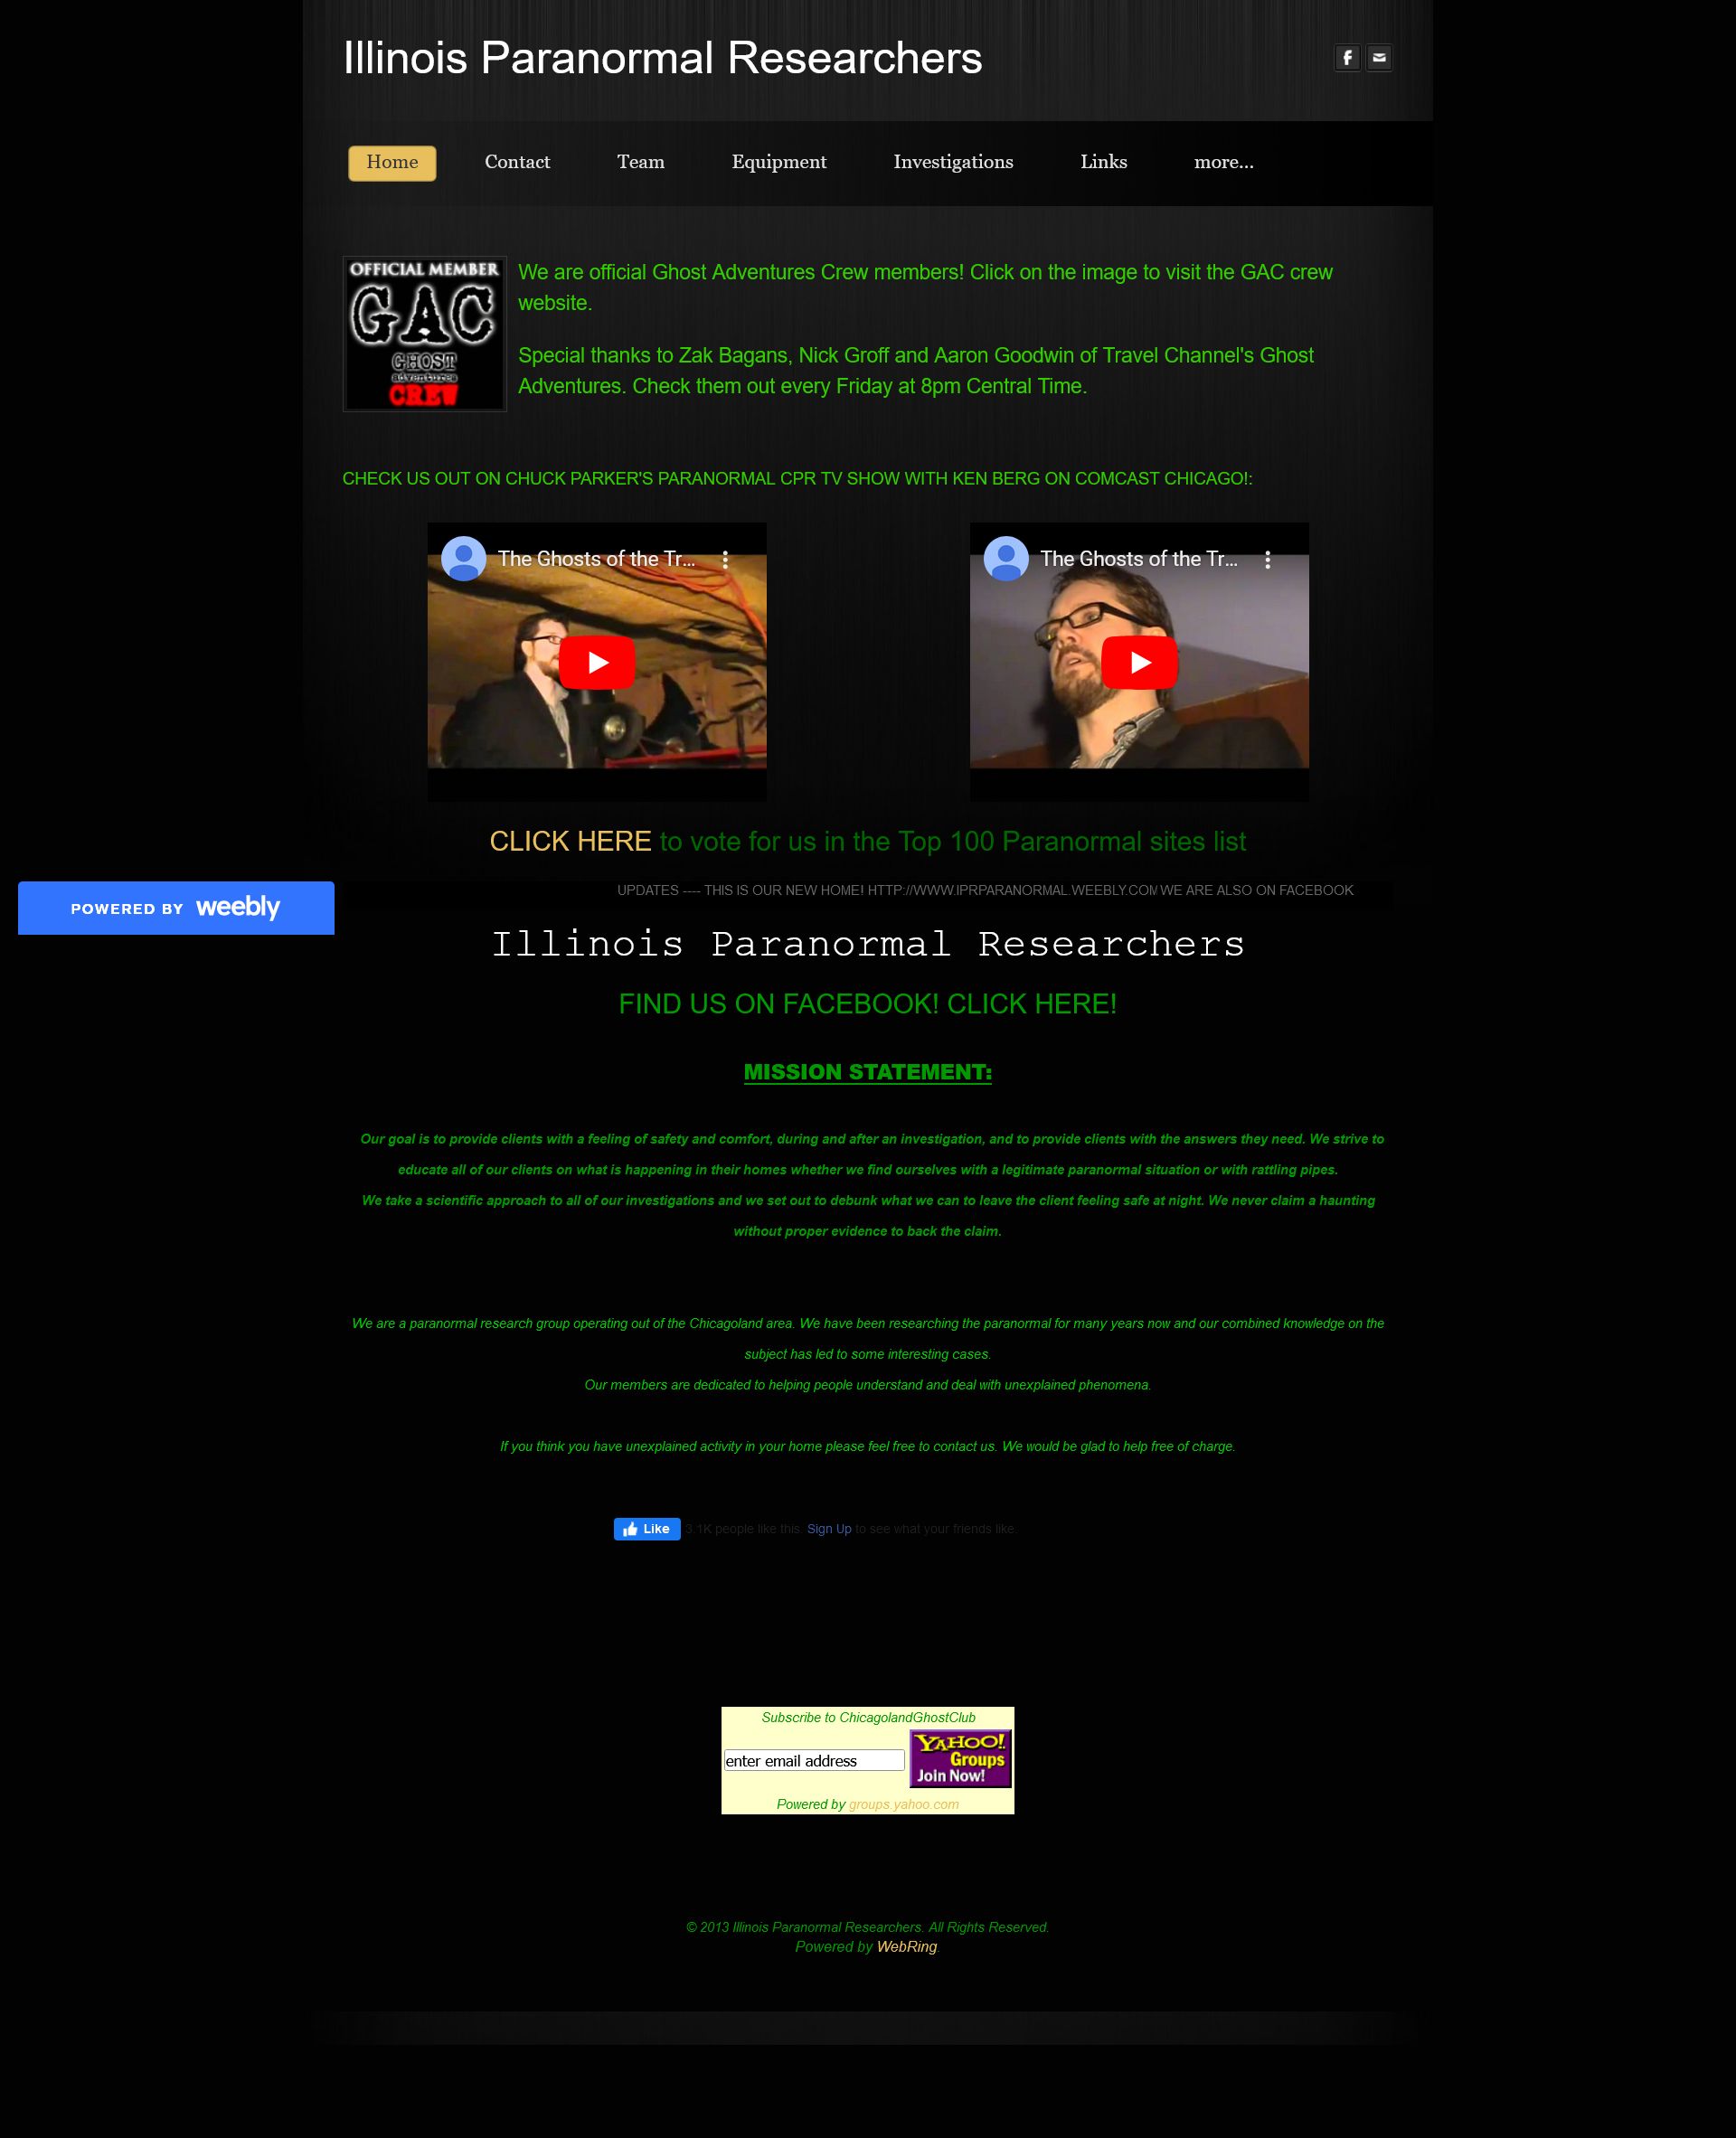 Illinois Paranormal Researchers
Home
Contact
Team
Equipment
Investigations
Links
more...
OFFICIAL MEMBER
GAC
GHOST
adventures
CREW
We are official Ghost Adventures Crew members! Click on the image to visit the GAC crew
website.
Special thanks to Zak Bagans, Nick Groff and Aaron Goodwin of Travel Channel's Ghost
Adventures. Check them out every Friday at 8pm Central Time.
CHECK US OUT ON CHUCK PARKER'S PARANORMAL CPR TV SHOW WITH KEN BERG ON COMCAST CHICAGO!:
The Ghosts of the Tr...
The Ghosts of the Tr...
CLICK HERE to vote for us in the Top 100 Paranormal sites list
UPDATES ---- THIS IS OUR NEW HOME! HTTP://WWW.IPRPARANORMAL.WEEBLY.COM WE ARE ALSO ON FACEBOOK
POWERED BY weebly
Illinois Paranormal Researchers
FIND US ON FACEBOOK! CLICK HERE!
MISSION STATEMENT:
Our goal is to provide clients with a feeling of safety and comfort, during and after an investigation, and to provide clients with the answers they need. We strive to
educate all of our clients on what is happening in their homes whether we find ourselves with a legitimate paranormal situation or with rattling pipes.
We take a scientific approach to all of our investigations and we set out to debunk what we can to leave the client feeling safe at night. We never claim a haunting
without proper evidence to back the claim.
We are a paranormal research group operating out of the Chicagoland area. We have been researching the paranormal for many years now and our combined knowledge on the
subject has led to some interesting cases.
Our members are dedicated to helping people understand and deal with unexplained phenomena.
If you think you have unexplained activity in your home please feel free to contact us. We would be glad to help free of charge.
Like 3.1K people like this. Sign Up to see what your friends like.
Subscribe to ChicagolandGhostClub
enter email address
YAHOO!
Groups
Join Now!
Powered by groups.yahoo.com
© 2013 Illinois Paranormal Researchers. All Rights Reserved.
Powered by WebRing.